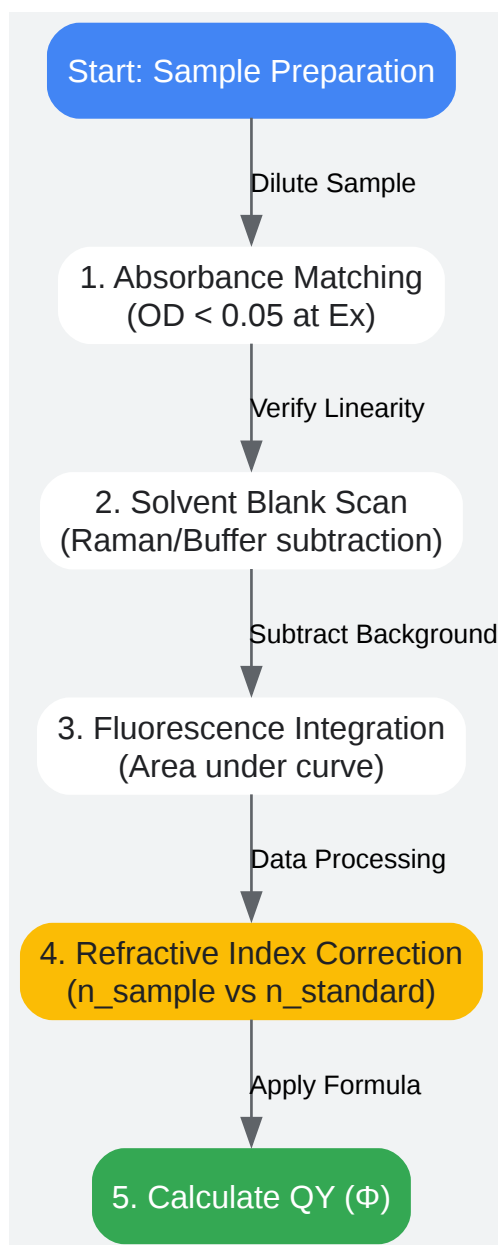 Start: Sample Preparation
Dilute Sample
1. Absorbance Matching
(OD < 0.05 at Ex)
Verify Linearity
2. Solvent Blank Scan
(Raman/Buffer subtraction)
Subtract Background
3. Fluorescence Integration
(Area under curve)
Data Processing
4. Refractive Index Correction
(n_sample vs n_standard)
Apply Formula
5. Calculate QY (Φ)